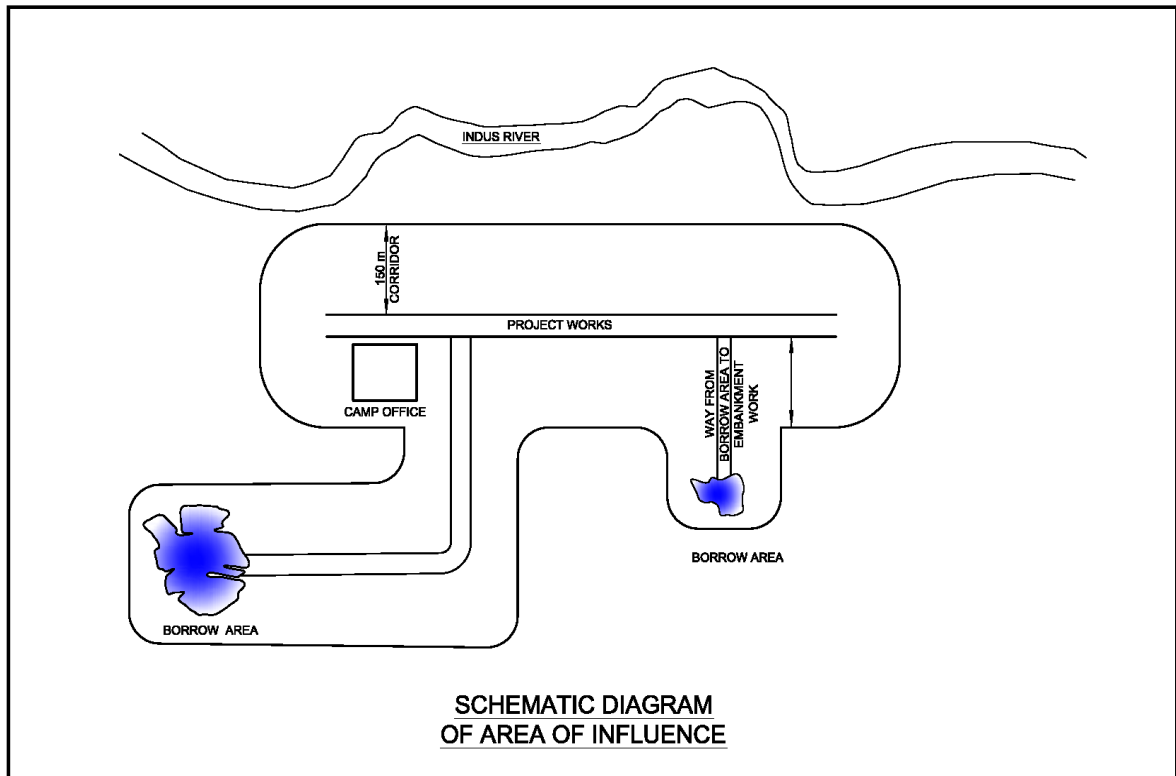 INDUS RIVER
150 m
CORRIDOR
PROJECT WORKS
CAMP OFFICE
WAY FROM
BORROW AREA TO
EMBANKMENT
WORK
BORROW AREA
BORROW AREA
SCHEMATIC DIAGRAM
OF AREA OF INFLUENCE